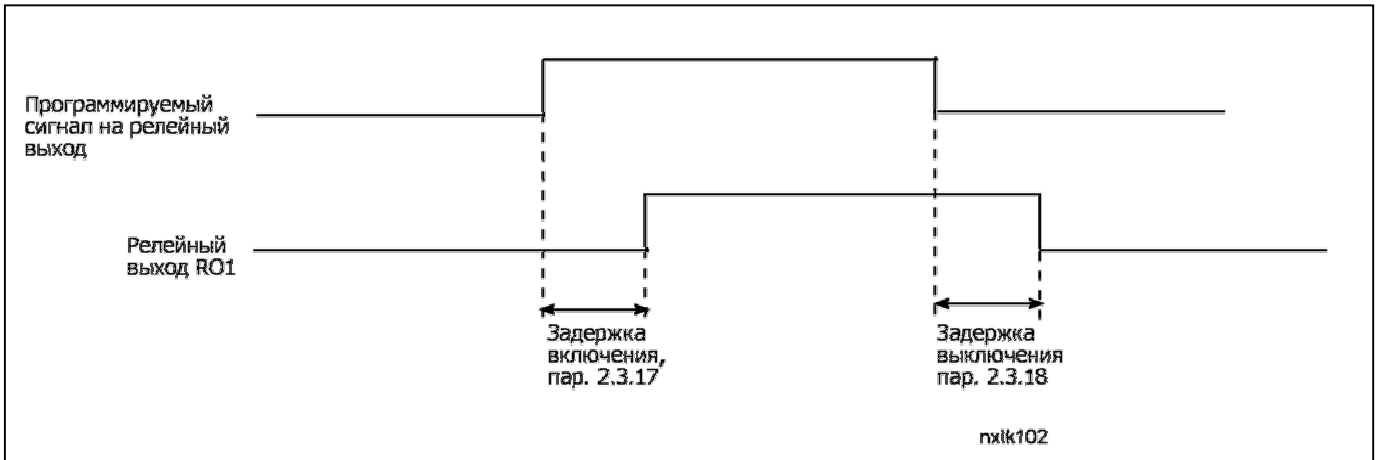 Программируемый
сигнал на релейный
выход
Релейный
выход RO1
Задержка
включения,
пар. 2.3.17
Задержка
выключения
пар. 2.3.18
nxlk102